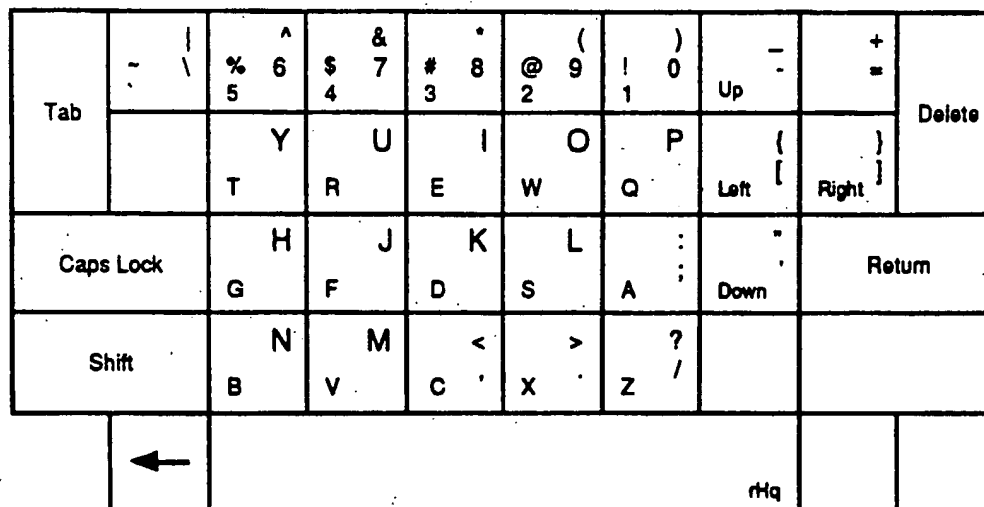 | ^ & * ( ) _ +
~ \ % 6 $ 7 # 8 @ 9 ! 0 - =
` 5 4 3 2 1 Up
Tab Delete
Y U I O P { }
T R E W Q Left [ Right ]
H J K L : "
Caps Lock ; ' Return
G F D S A Down
N M < > ?
Shift /
B V C , X . Z
← rHq